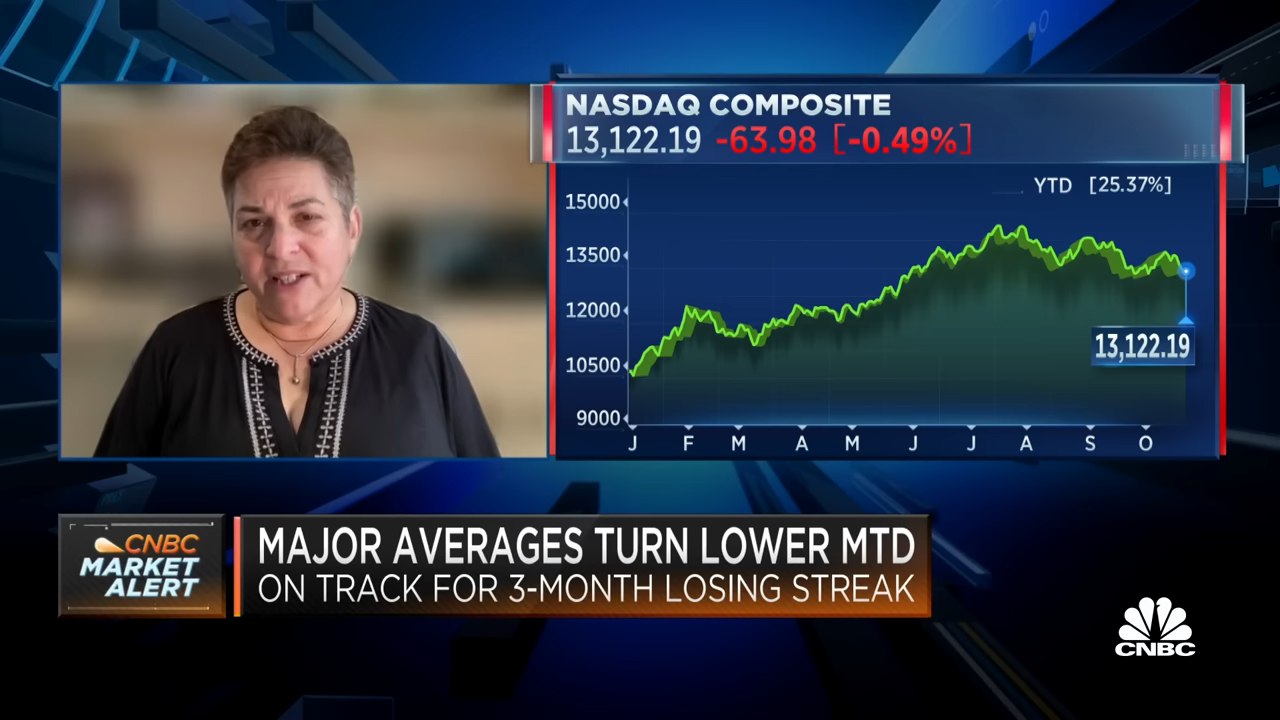 NASDAQ COMPOSITE
13,122.19 -63.98 [-0.49%]
YTD [25.37%]
15000
13500
12000
10500
9000
13,122.19
J F M A M J J A S O
CNBC
MARKET
ALERT
MAJOR AVERAGES TURN LOWER MTD
ON TRACK FOR 3-MONTH LOSING STREAK
CNBC